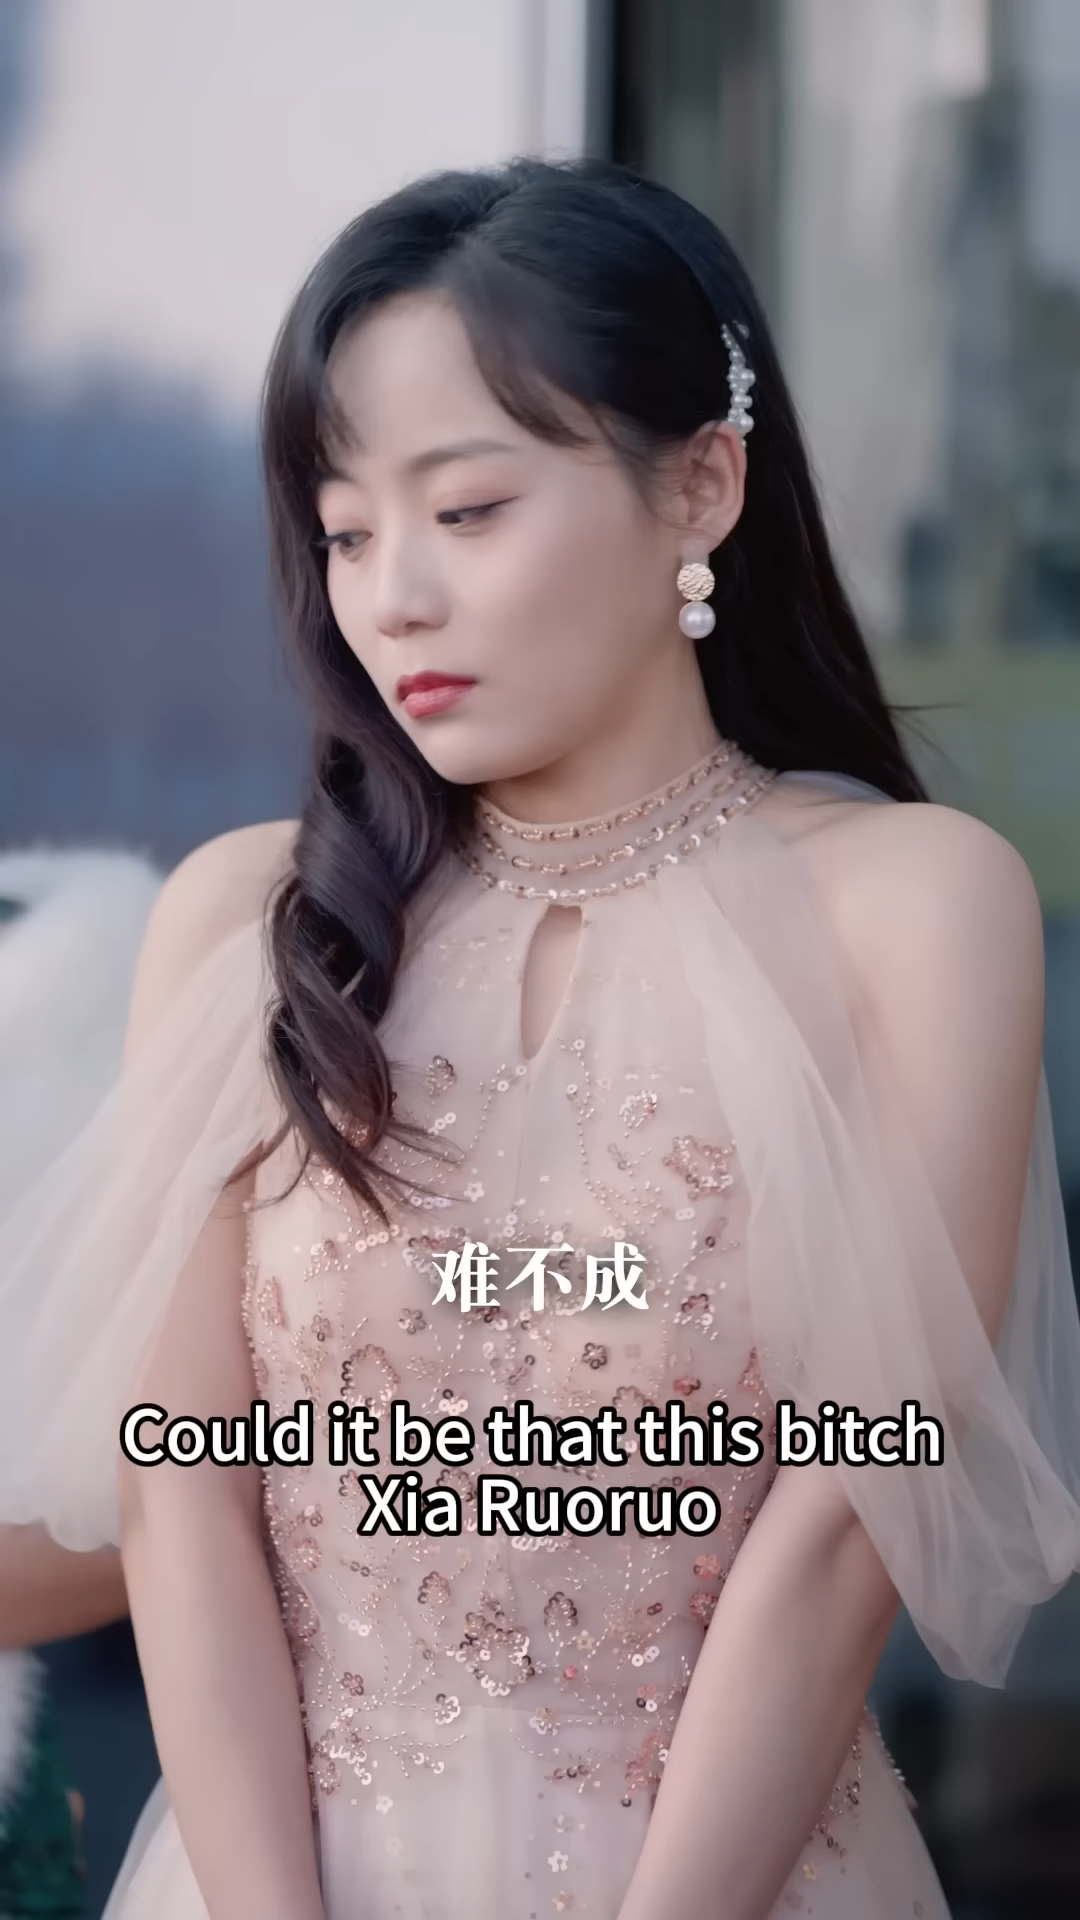 难不成
Could it be that this bitch
Xia Ruoruo